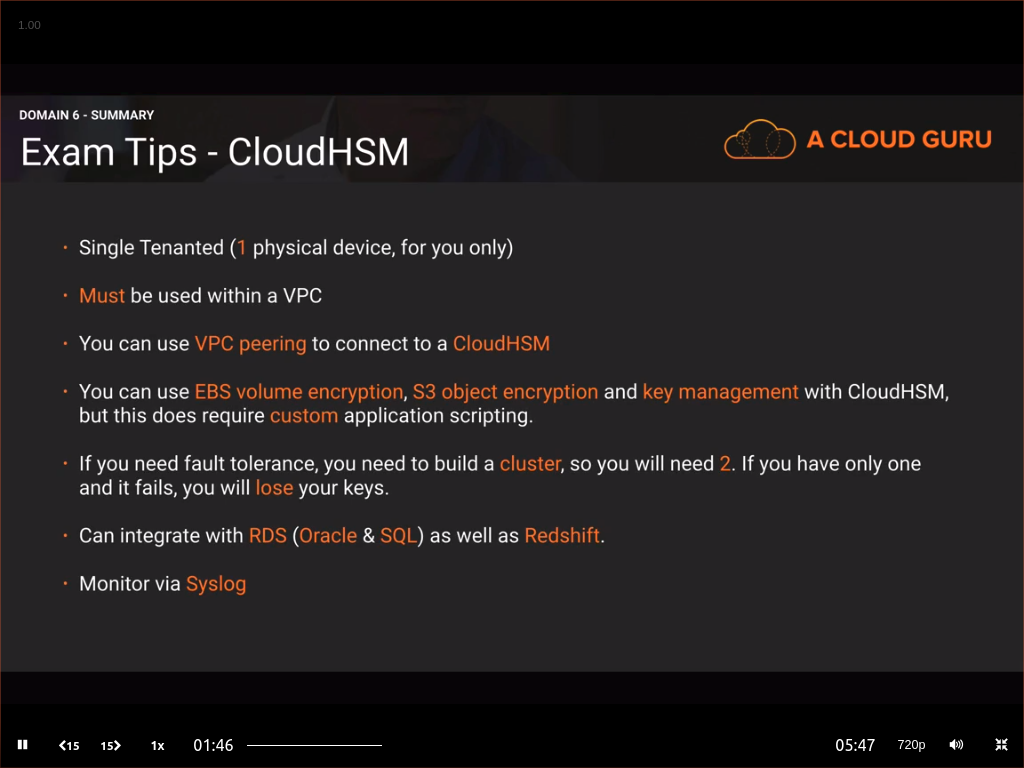 1.00
DOMAIN 6 - SUMMARY
Exam Tips - CloudHSM
A CLOUD GURU
· Single Tenanted (1 physical device, for you only)
· Must be used within a VPC
· You can use VPC peering to connect to a CloudHSM
· You can use EBS volume encryption, S3 object encryption and key management with CloudHSM,
but this does require custom application scripting.
· If you need fault tolerance, you need to build a cluster, so you will need 2. If you have only one
and it fails, you will lose your keys.
· Can integrate with RDS (Oracle & SQL) as well as Redshift.
· Monitor via Syslog
15 15 1x 01:46 05:47 720p